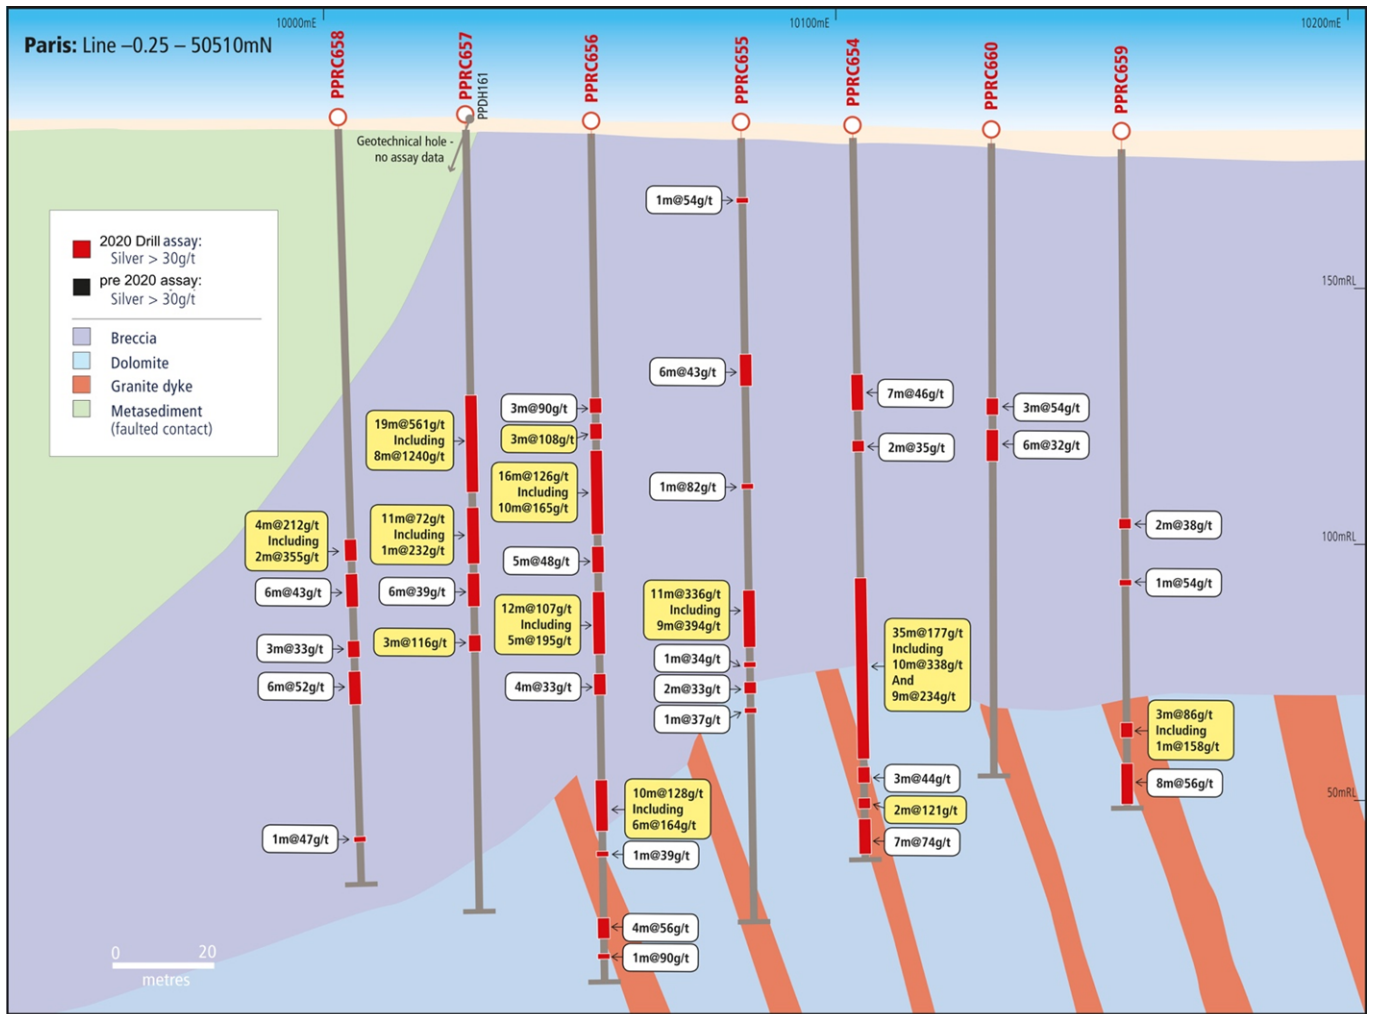 10000mE
10100mE
10200mE
Paris: Line –0.25 – 50510mN
PPRC658
PPRC657
PPDH161
PPRC656
PPRC655
PPRC654
PPRC660
PPRC659
Geotechnical hole -
no assay data
2020 Drill assay:
Silver > 30g/t
pre 2020 assay:
Silver > 30g/t
Breccia
Dolomite
Granite dyke
Metasediment
(faulted contact)
150mRL
100mRL
50mRL
4m@212g/t
Including
2m@355g/t
6m@43g/t
3m@33g/t
6m@52g/t
1m@47g/t
19m@561g/t
Including
8m@1240g/t
11m@72g/t
Including
1m@232g/t
6m@39g/t
3m@116g/t
3m@90g/t
3m@108g/t
16m@126g/t
Including
10m@165g/t
5m@48g/t
12m@107g/t
Including
5m@195g/t
4m@33g/t
10m@128g/t
Including
6m@164g/t
1m@39g/t
4m@56g/t
1m@90g/t
1m@54g/t
6m@43g/t
1m@82g/t
11m@336g/t
Including
9m@394g/t
1m@34g/t
2m@33g/t
1m@37g/t
7m@46g/t
2m@35g/t
35m@177g/t
Including
10m@338g/t
And
9m@234g/t
3m@44g/t
2m@121g/t
7m@74g/t
3m@54g/t
6m@32g/t
2m@38g/t
1m@54g/t
3m@86g/t
Including
1m@158g/t
8m@56g/t
0 20
metres